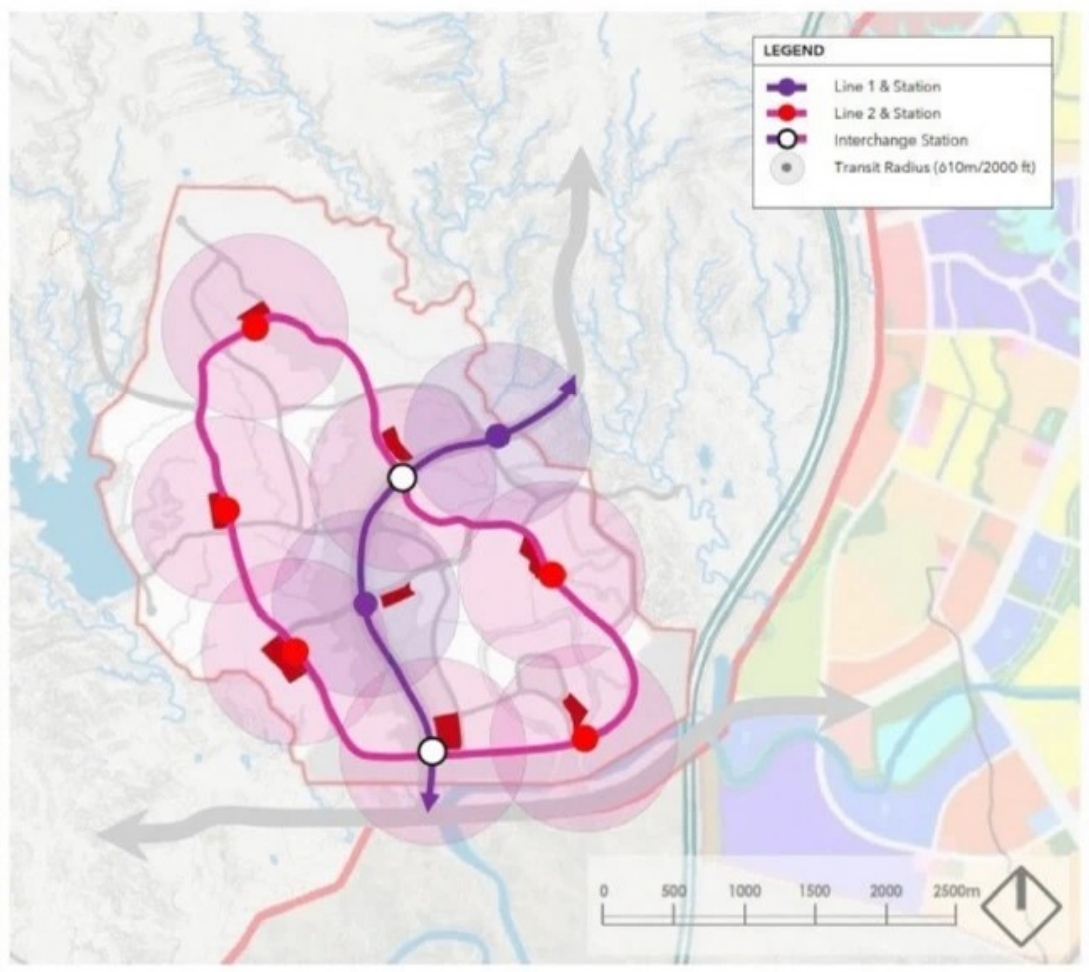 LEGEND
Line 1 & Station
Line 2 & Station
Interchange Station
Transit Radius (610m/2000 ft)
0 500 1000 1500 2000 2500m